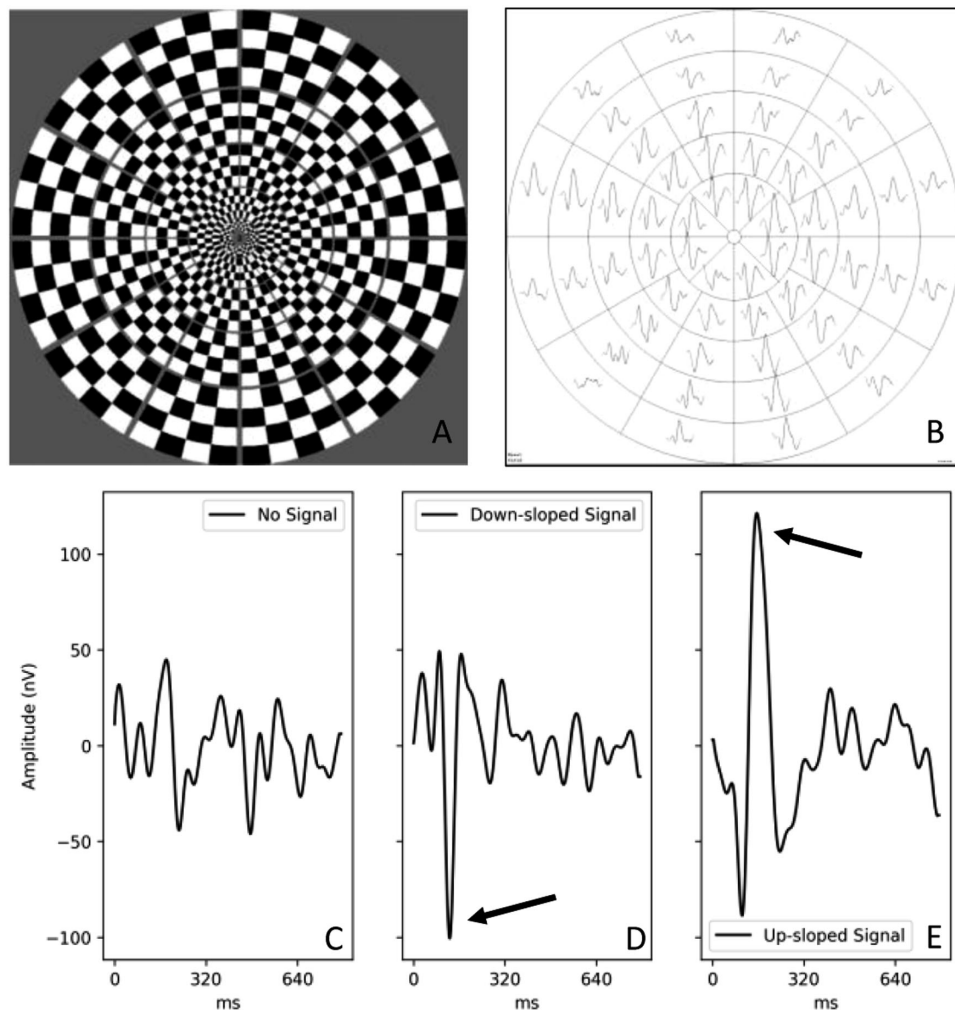 A
B
No Signal
Down-sloped Signal
100
50
0
−50
−100
Amplitude (nV)
C
D
Up-sloped Signal
E
0
320
640
0
320
640
0
320
640
ms
ms
ms